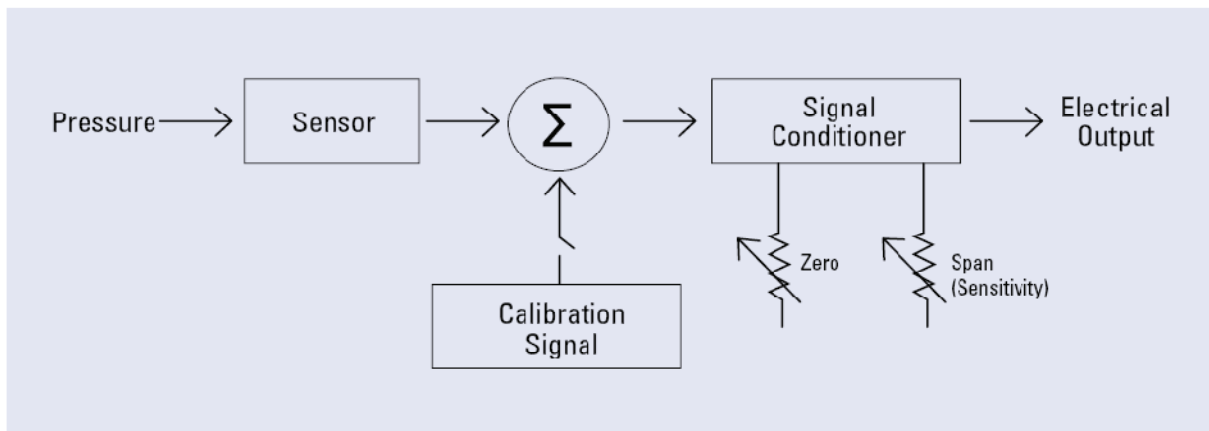 Pressure
Sensor
Σ
Signal
Conditioner
Electrical
Output
Zero
Span
(Sensitivity)
Calibration
Signal